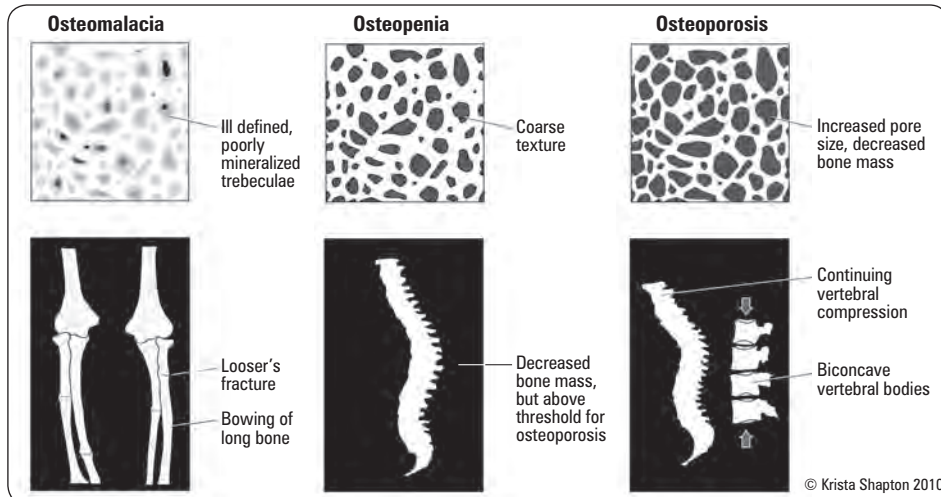 Osteomalacia
Ill defined,
poorly
mineralized
trebeculae
Looser's
fracture
Bowing of
long bone
Osteopenia
Coarse
texture
Decreased
bone mass,
but above
threshold for
osteoporosis
Osteoporosis
Increased pore
size, decreased
bone mass
Continuing
vertebral
compression
Biconcave
vertebral bodies
© Krista Shapton 2010